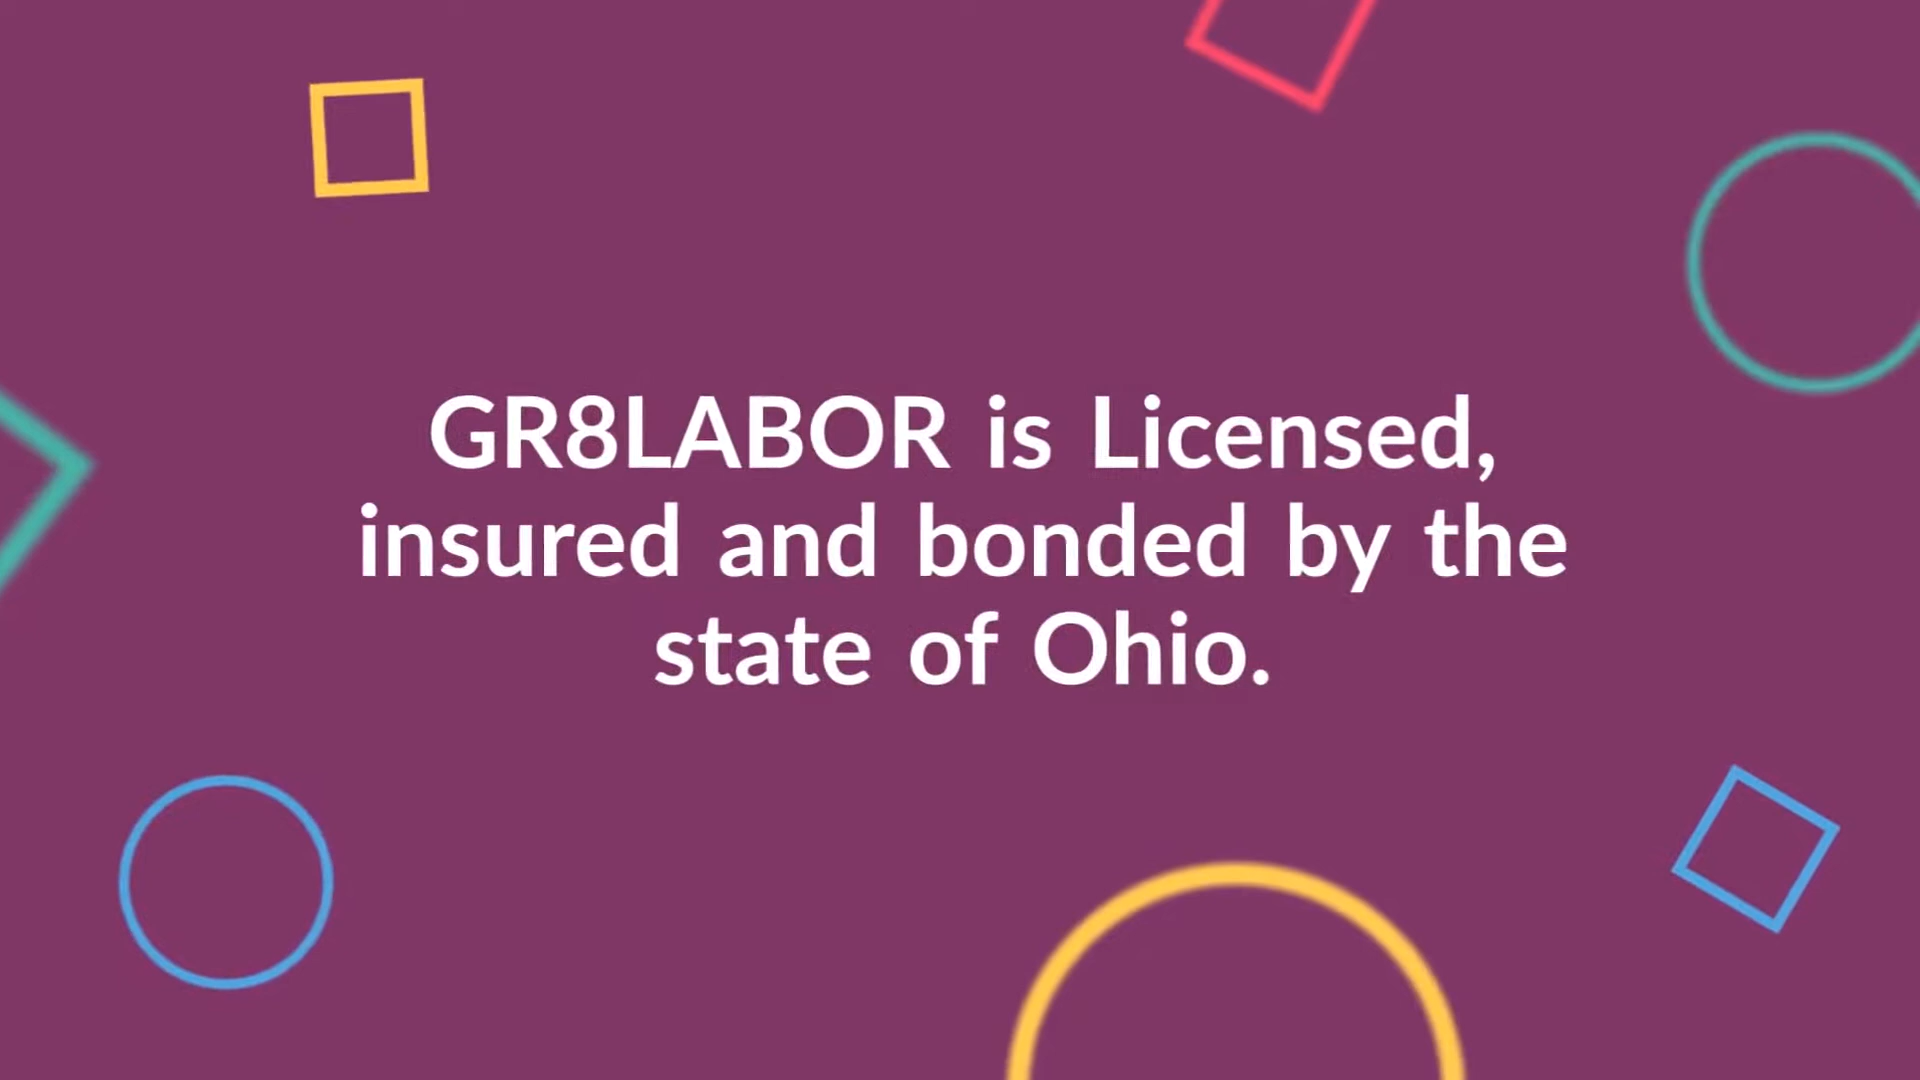 GR8LABOR is Licensed,
insured and bonded by the
state of Ohio.